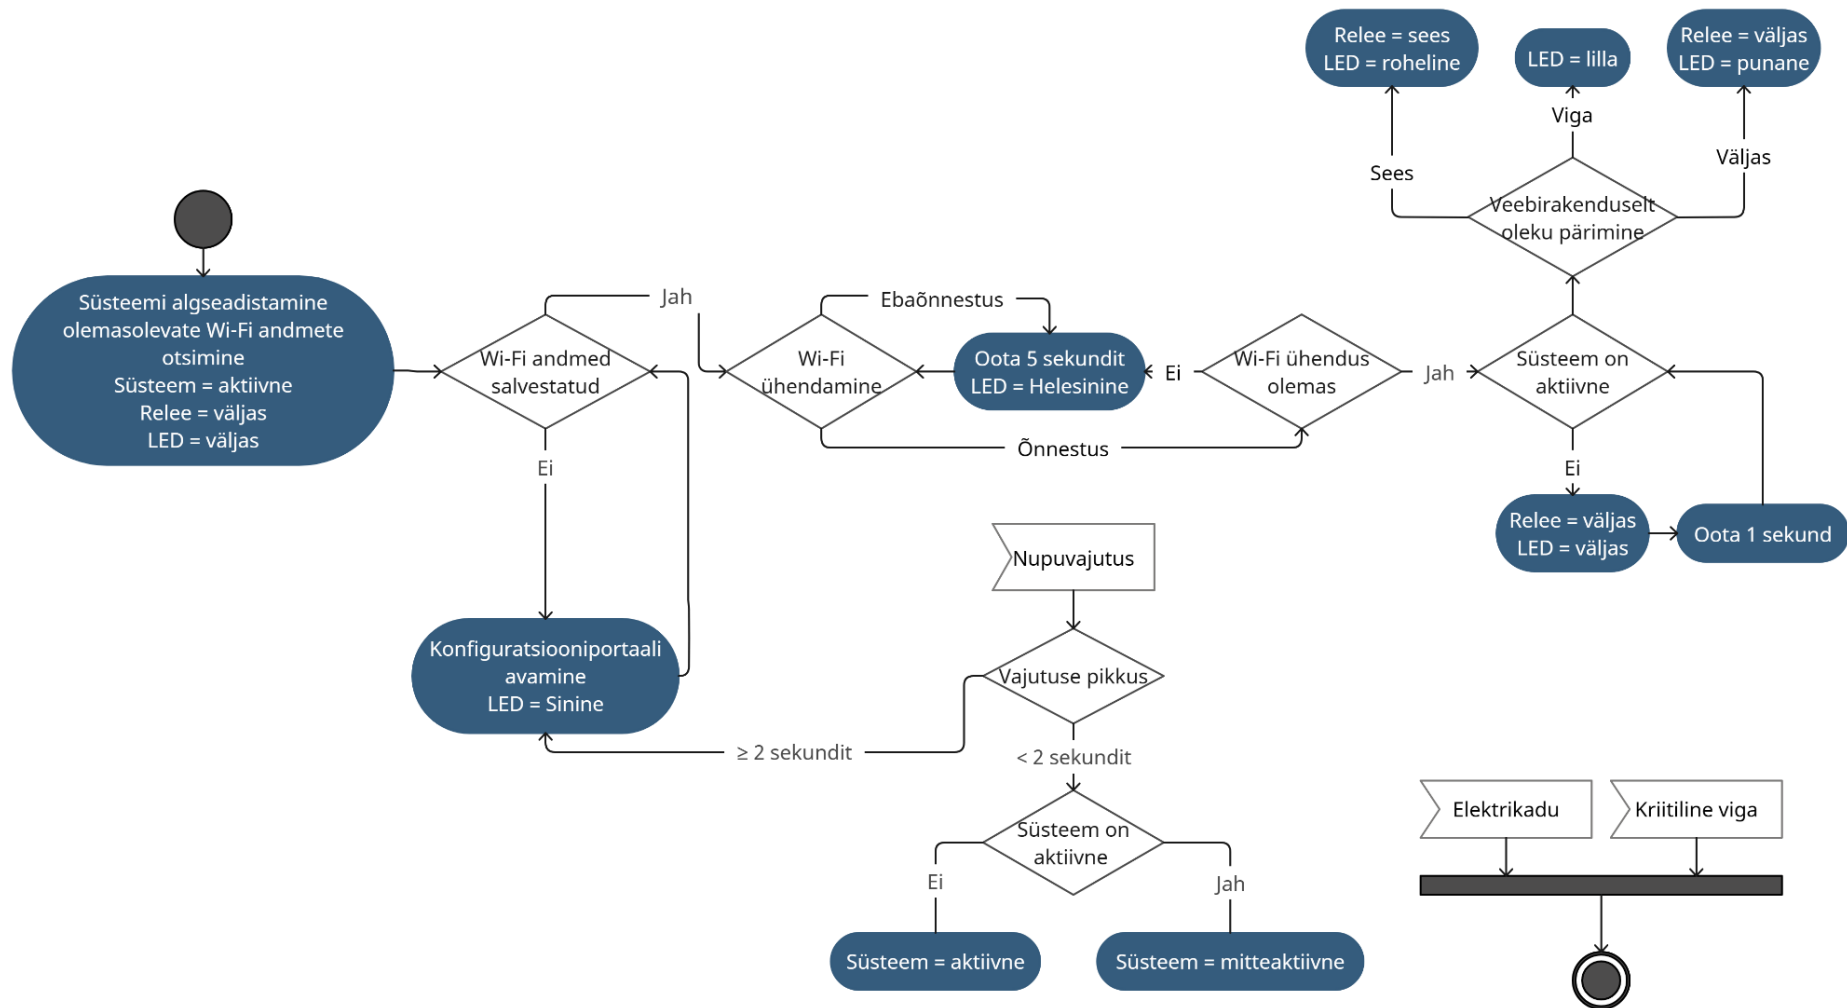 Relee = sees
LED = roheline
LED = lilla
Relee = väljas
LED = punane
Viga
Sees
Väljas
Veebirakenduselt
oleku pärimine
Süsteemi algseadistamine
olemasolevate Wi-Fi andmete
otsimine
Süsteem = aktiivne
Relee = väljas
LED = väljas
Wi-Fi andmed
salvestatud
Jah
Ei
Wi-Fi
ühendamine
Ebaõnnestus
Oota 5 sekundit
LED = Helesinine
Õnnestus
Ei
Wi-Fi ühendus
olemas
Jah
Süsteem on
aktiivne
Ei
Relee = väljas
LED = väljas
Oota 1 sekund
Nupuvajutus
Konfiguratsiooniportaali
avamine
LED = Sinine
Vajutuse pikkus
≥ 2 sekundit
< 2 sekundit
Süsteem on
aktiivne
Ei
Jah
Süsteem = aktiivne
Süsteem = mitteaktiivne
Elektrikadu
Kriitiline viga